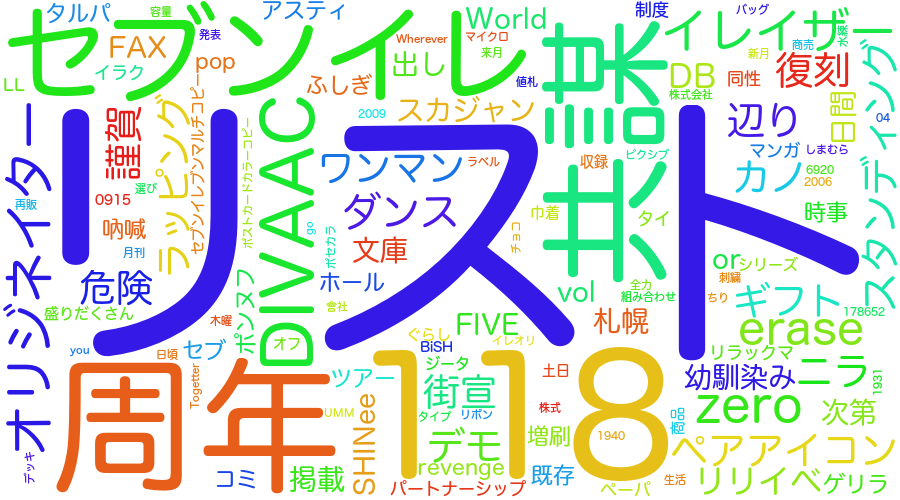 タルパ
容量
アスティ
World
制度
バッグ
セブンイレ
FAX
発表
Wherever
マイクロ
来月
イレイザー
商売
水嶋
イラク
pop
出し
値札
謀
DB
同性
新月
復刻
LL
ふしぎ
株式会社
リスト
オリジネイター
謹賀
ラッピング
セブンイレブンマルチコピー
DIVAAC
2009
スカジャン
共
辺り
日間
04
スタンディング
ポストカードカラーコピー
ワンマン
ラベル
収録
ピクシブ
マンガ
しまむら
再販
0915
選び
カノ
6920
2006
吶喊
ダンス
巾着
タイ
時事
月刊
go
ポセカラ
文庫
チョコ
or
シリーズ
危険
ポンヌフ
ホール
vol
全力
組み合わせ
刺繍
ちり
ギフト
盛りだくさん
木曜
オフ
FIVE
札幌
erase
178652
you
日頃
セブ
ぐらし
BiSH
イレオリ
リラックマ
周年
118
Togetter
ツアー
ジータ
街宣
土日
幼馴染み
ニラ
1931
UMM
SHINee
タイプ
リボン
株式
商品
zero
次第
デッキ
デモ
増刷
1940
ペアアイコン
コミ
掲載
revenge
既存
生活
リリイベ
ゲリラ
パートナーシップ
ペーパ